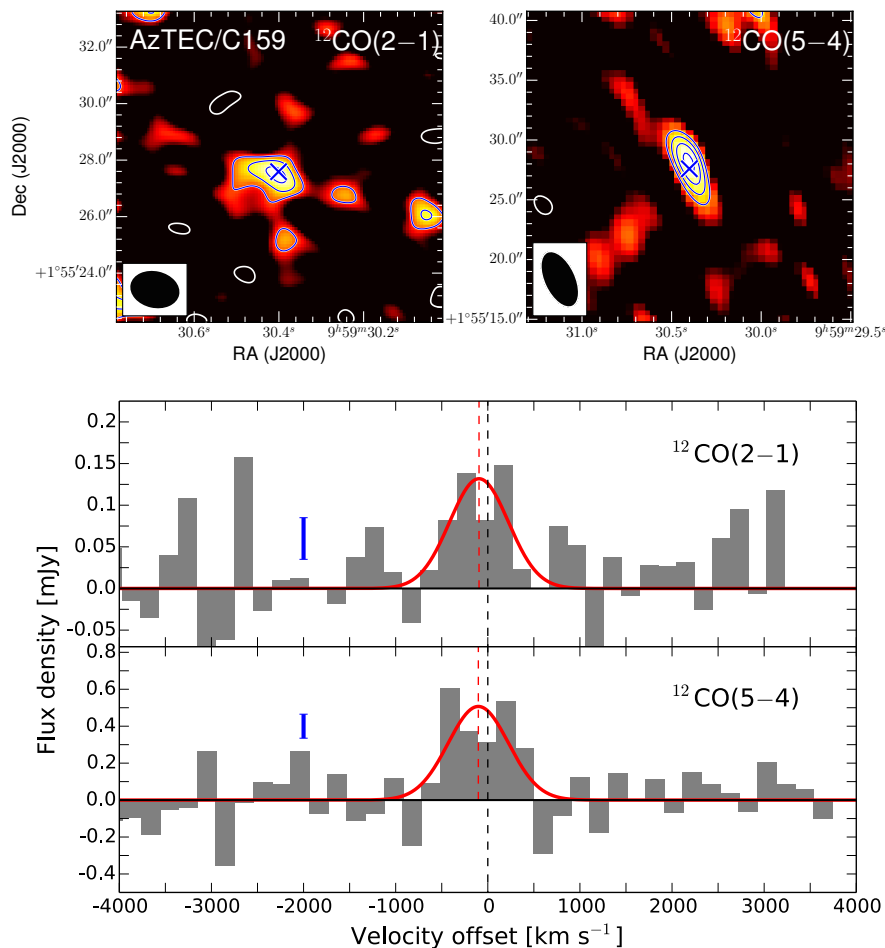 AzTEC/C159 ¹²CO(2−1)
¹²CO(5−4)
Dec (J2000)
32.0″
30.0″
28.0″
26.0″
+1°55′24.0″
30.6ˢ 30.4ˢ 9ʰ59ᵐ30.2ˢ
RA (J2000)
40.0″
35.0″
30.0″
25.0″
20.0″
+1°55′15.0″
31.0ˢ 30.5ˢ 30.0ˢ 9ʰ59ᵐ29.5ˢ
RA (J2000)
Flux density [mJy]
0.2
0.15
0.1
0.05
0.0
-0.05
¹²CO(2−1)
0.8
0.6
0.4
0.2
0.0
-0.2
-0.4
¹²CO(5−4)
-4000 -3000 -2000 -1000 0 1000 2000 3000 4000
Velocity offset [km s⁻¹]